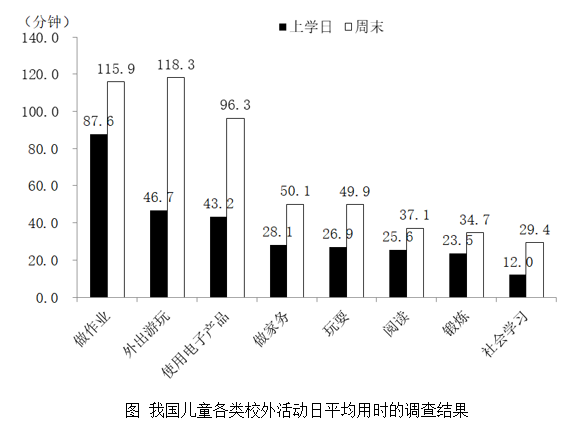 （分钟）
■上学日 □周末
140.0
120.0
100.0
80.0
60.0
40.0
20.0
0.0
87.6 115.9
46.7 118.3
43.2 96.3
28.1 50.1
26.9 49.9
25.6 37.1
23.5 34.7
12.0 29.4
做作业
外出游玩
使用电子产品
做家务
玩耍
阅读
锻炼
社会学习
图 我国儿童各类校外活动日平均用时的调查结果